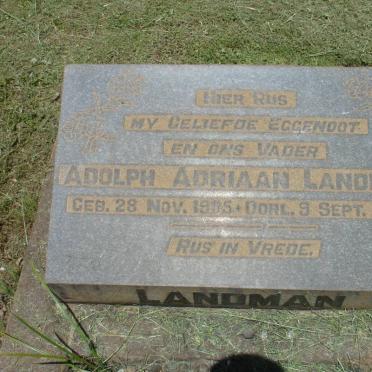 HIER RUS
MY GELIEFDE EGGENOOT
EN ONS VADER
ADOLPH ADRIAAN LAND
GEB. 28 NOV. OORL. 9 SEPT.
RUS IN VREDE.
LANDMAN